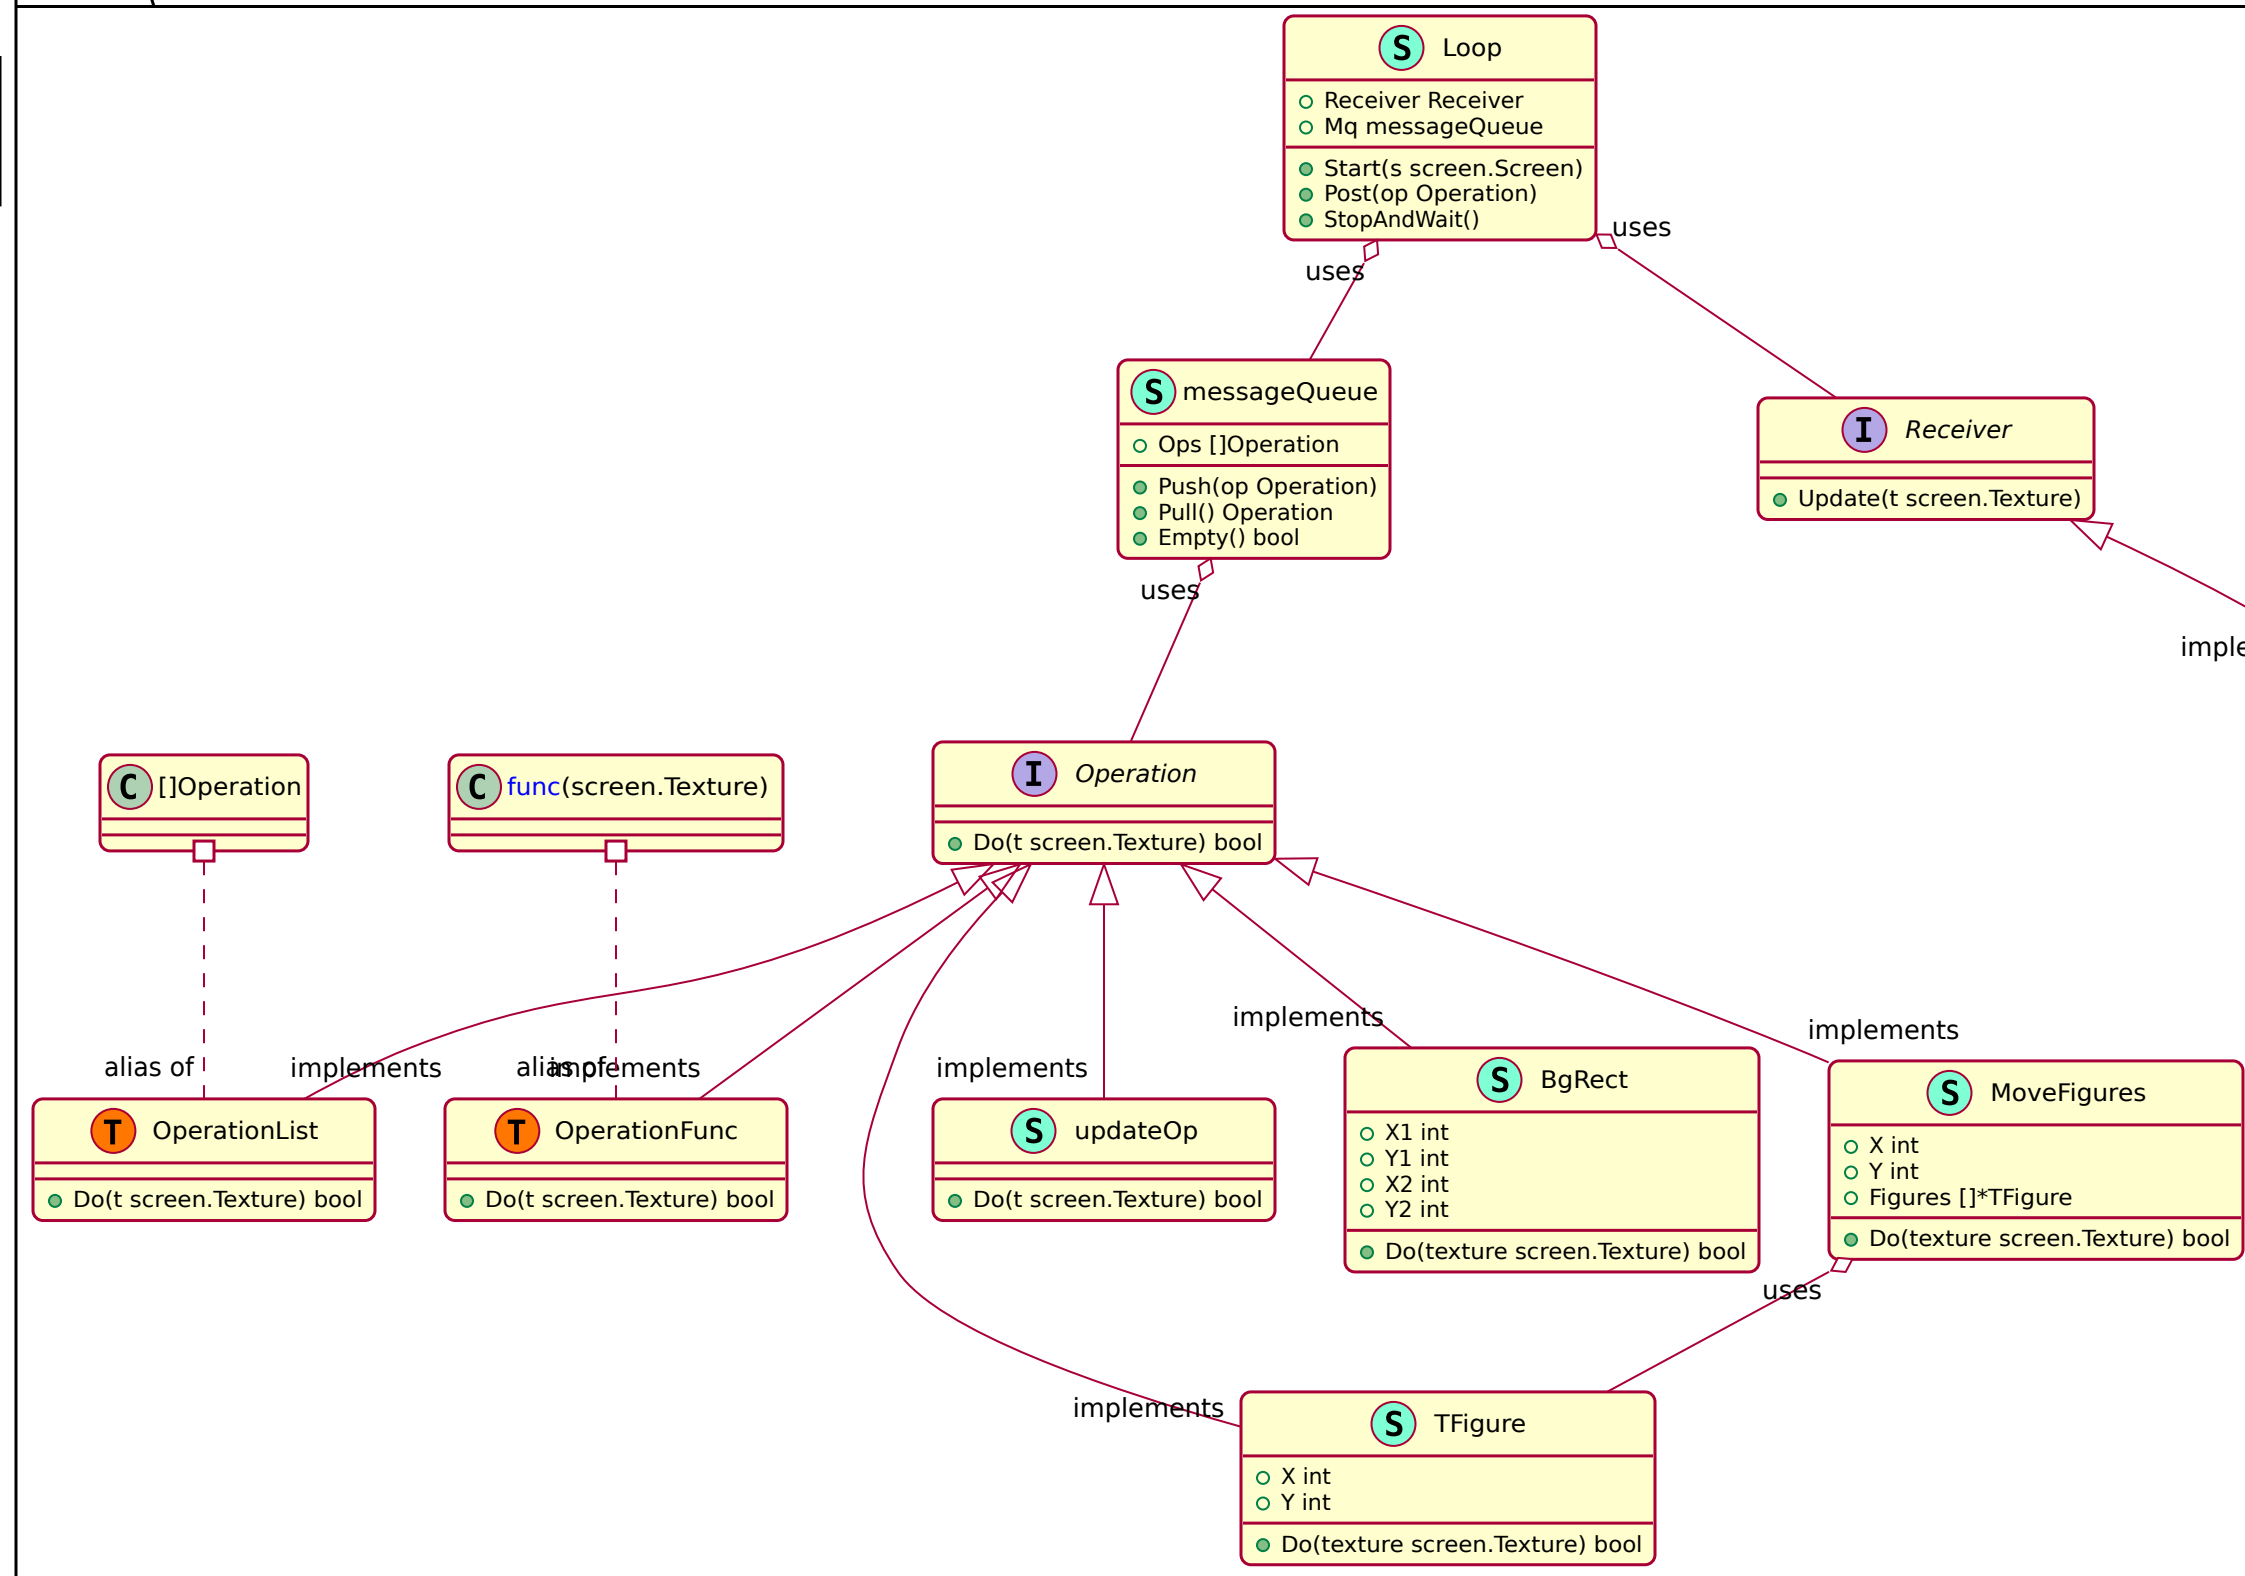 S Loop
Receiver Receiver
Mq messageQueue
Start(s screen.Screen)
Post(op Operation)
StopAndWait()
uses
uses
S messageQueue
Ops []Operation
Push(op Operation)
Pull() Operation
Empty() bool
I Receiver
Update(t screen.Texture)
uses
imple
C []Operation
C func(screen.Texture)
I Operation
Do(t screen.Texture) bool
implements
implements
alias of
implements
alias of
implements
implements
T OperationList
Do(t screen.Texture) bool
T OperationFunc
Do(t screen.Texture) bool
S updateOp
Do(t screen.Texture) bool
S BgRect
X1 int
Y1 int
X2 int
Y2 int
Do(texture screen.Texture) bool
S MoveFigures
X int
Y int
Figures []*TFigure
Do(texture screen.Texture) bool
uses
implements
S TFigure
X int
Y int
Do(texture screen.Texture) bool